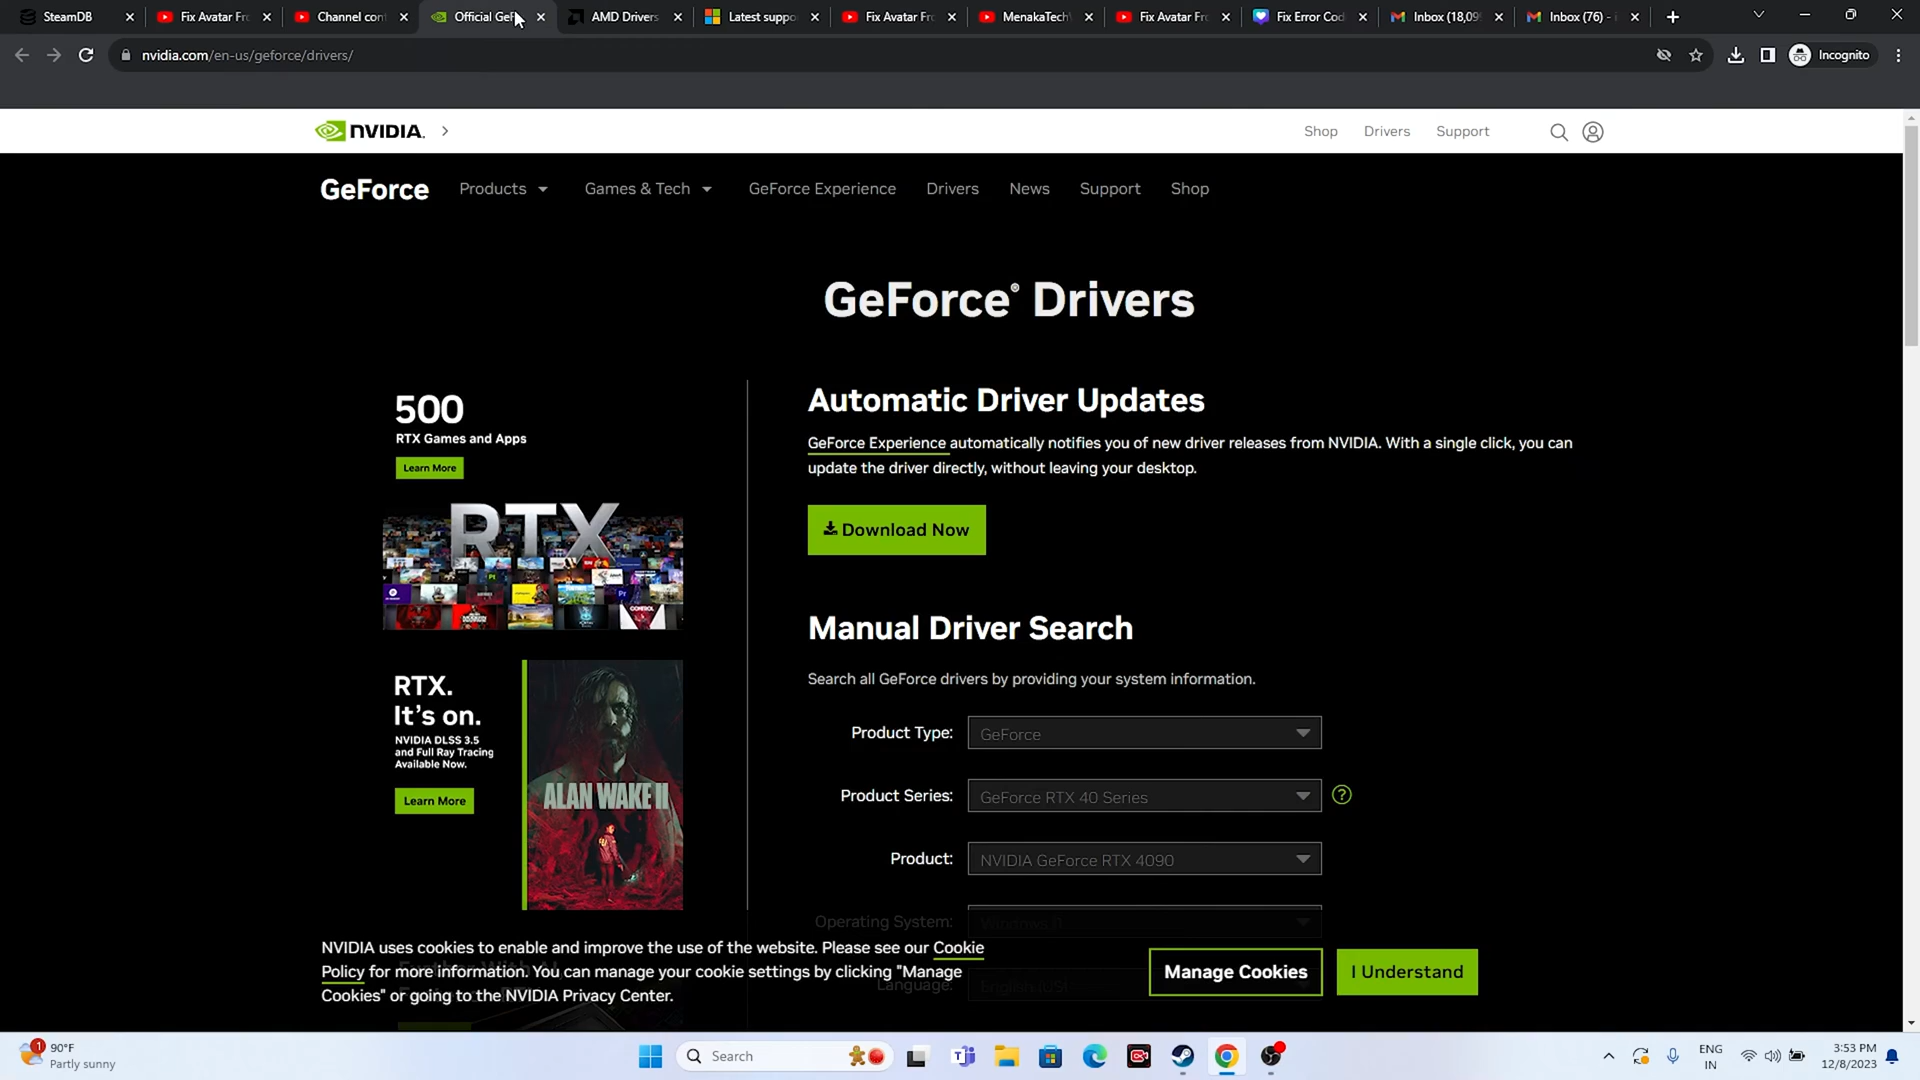 SteamDB
Fix Avatar Fr
Channel con
Official GeF
AMD Drivers
Latest suppo
Fix Avatar Fr
MenakaTech
Fix Avatar Fr
Fix Error Cod
Inbox (18,09
Inbox (76) -
nvidia.com/en-us/geforce/drivers/
Incognito
NVIDIA.
Shop
Drivers
Support
GeForce
Products
Games & Tech
GeForce Experience
Drivers
News
Support
Shop
GeForce® Drivers
500
RTX Games and Apps
Learn More
RTX
RTX.
It's on.
NVIDIA DLSS 3.5
and Full Ray Tracing
Available Now.
Learn More
ALAN WAKE II
Automatic Driver Updates
GeForce Experience automatically notifies you of new driver releases from NVIDIA. With a single click, you can
update the driver directly, without leaving your desktop.
Download Now
Manual Driver Search
Search all GeForce drivers by providing your system information.
Product Type:
GeForce
Product Series:
GeForce RTX 40 Series
?
Product:
NVIDIA GeForce RTX 4090
Operating System:
Windows 11
Language:
English (US)
NVIDIA uses cookies to enable and improve the use of the website. Please see our Cookie
Policy for more information. You can manage your cookie settings by clicking "Manage
Cookies" or going to the NVIDIA Privacy Center.
Manage Cookies
I Understand
1
90°F
Partly sunny
Search
ENG
IN
3:53 PM
12/8/2023